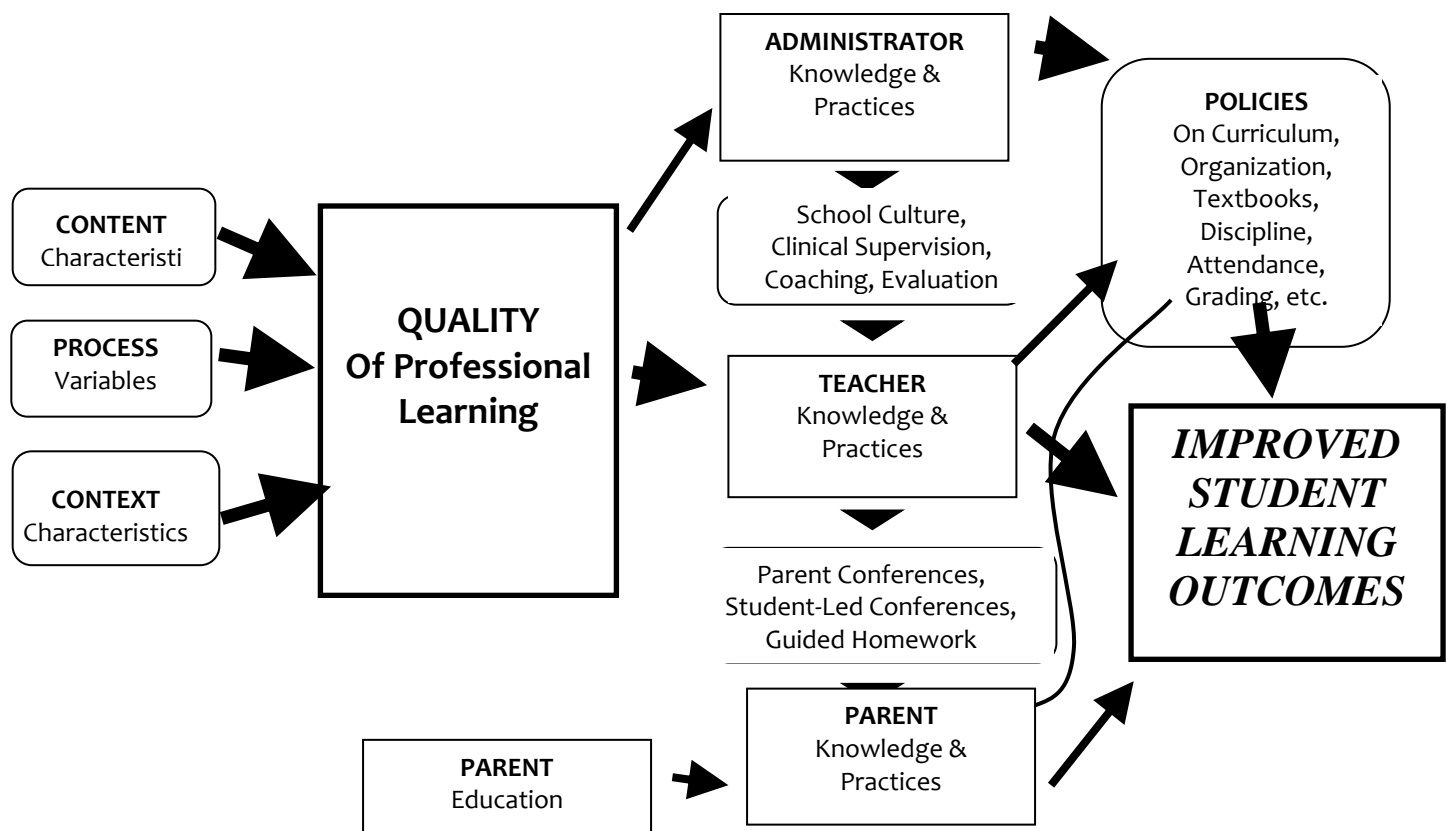 CONTENT
Characteristi
PROCESS
Variables
CONTEXT
Characteristics
QUALITY
Of Professional
Learning
ADMINISTRATOR
Knowledge &
Practices
School Culture,
Clinical Supervision,
Coaching, Evaluation
TEACHER
Knowledge &
Practices
Parent Conferences,
Student-Led Conferences,
Guided Homework
PARENT
Education
PARENT
Knowledge &
Practices
POLICIES
On Curriculum,
Organization,
Textbooks,
Discipline,
Attendance,
Grading, etc.
IMPROVED
STUDENT
LEARNING
OUTCOMES